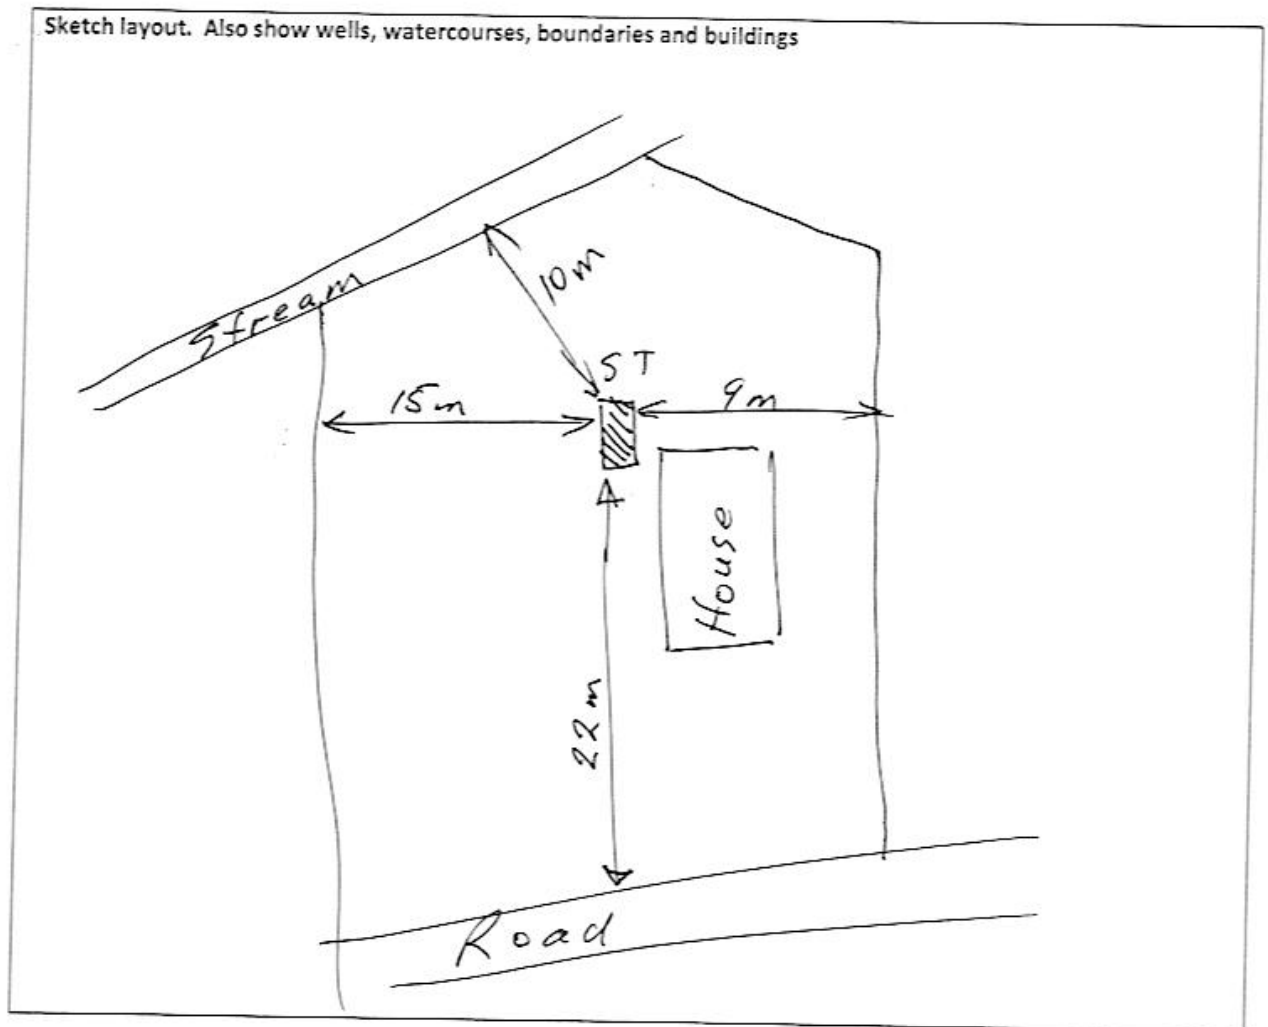 Sketch layout. Also show wells, watercourses, boundaries and buildings
Stream
10m
ST
15m
9m
House
22m
Road